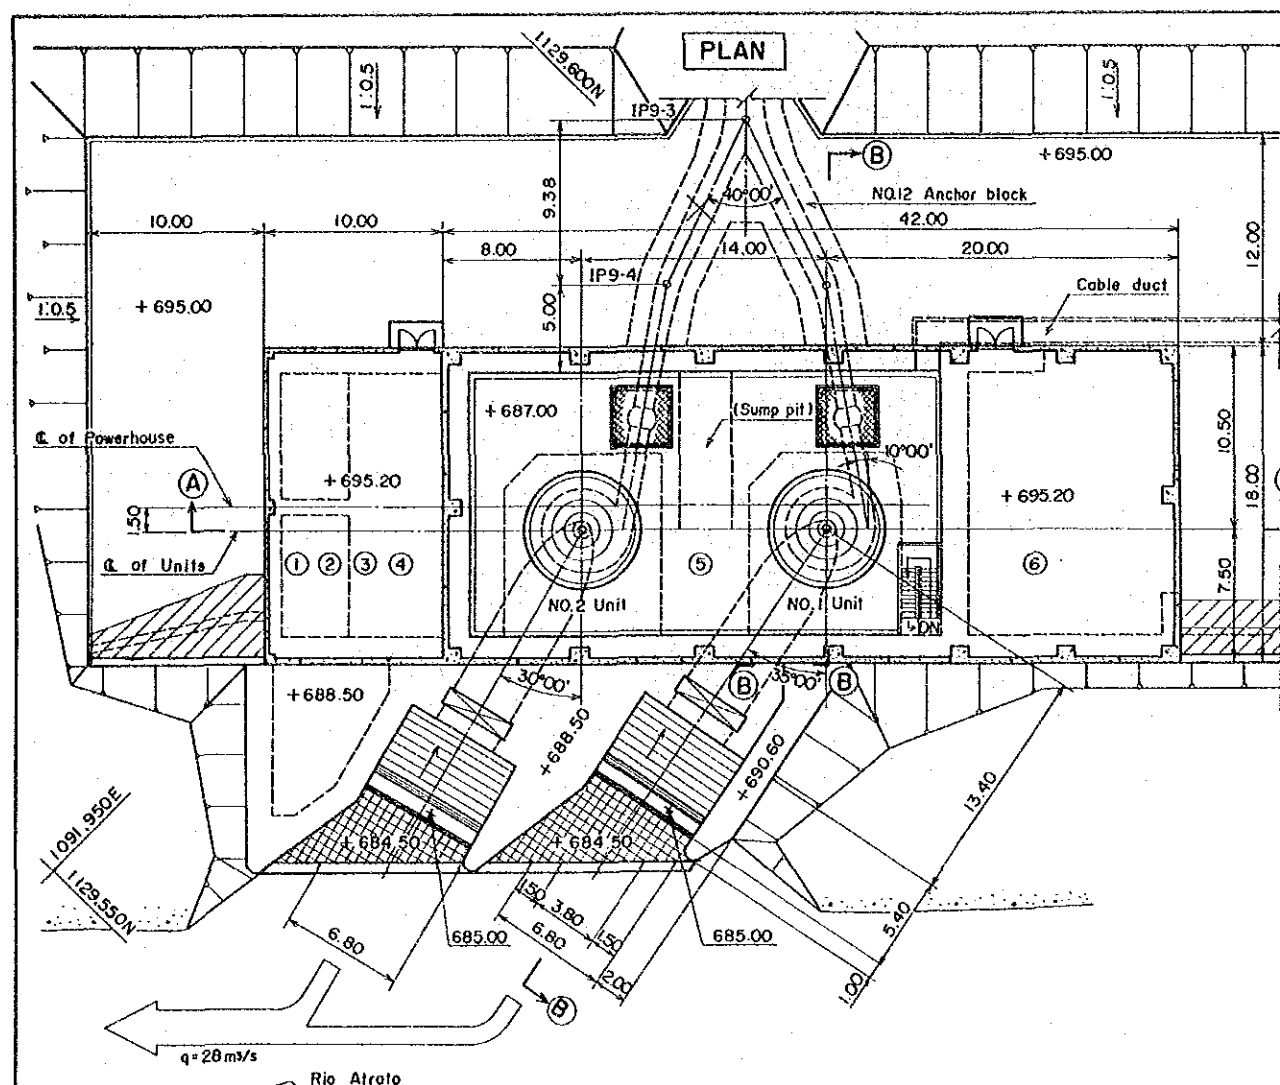 PLAN
1129.600N
1:0.5
1:0.5
IP9-3
B
+695.00
40°00'
NO.12 Anchor block
9.38
10.00
10.00
42.00
12.00
8.00
14.00
20.00
IP9-4
Cable duct
1:0.5
+695.00
5.00
+687.00
(Sump pit)
℄ of Powerhouse
10°00'
10.50
18.00
A
+695.20
+695.20
1.50
℄ of Units
1 2 3 4
5
6
7.50
NO.2 Unit
NO.1 Unit
DN
30°00'
B
35°00'
B
+688.50
+688.50
+690.60
13.40
1091.950E
1129.550N
+684.50
+684.50
1.50
3.80
1.50
6.80
685.00
6.80
685.00
5.40
2.00
1.00
B
q=28m³/s
Rio Atrato